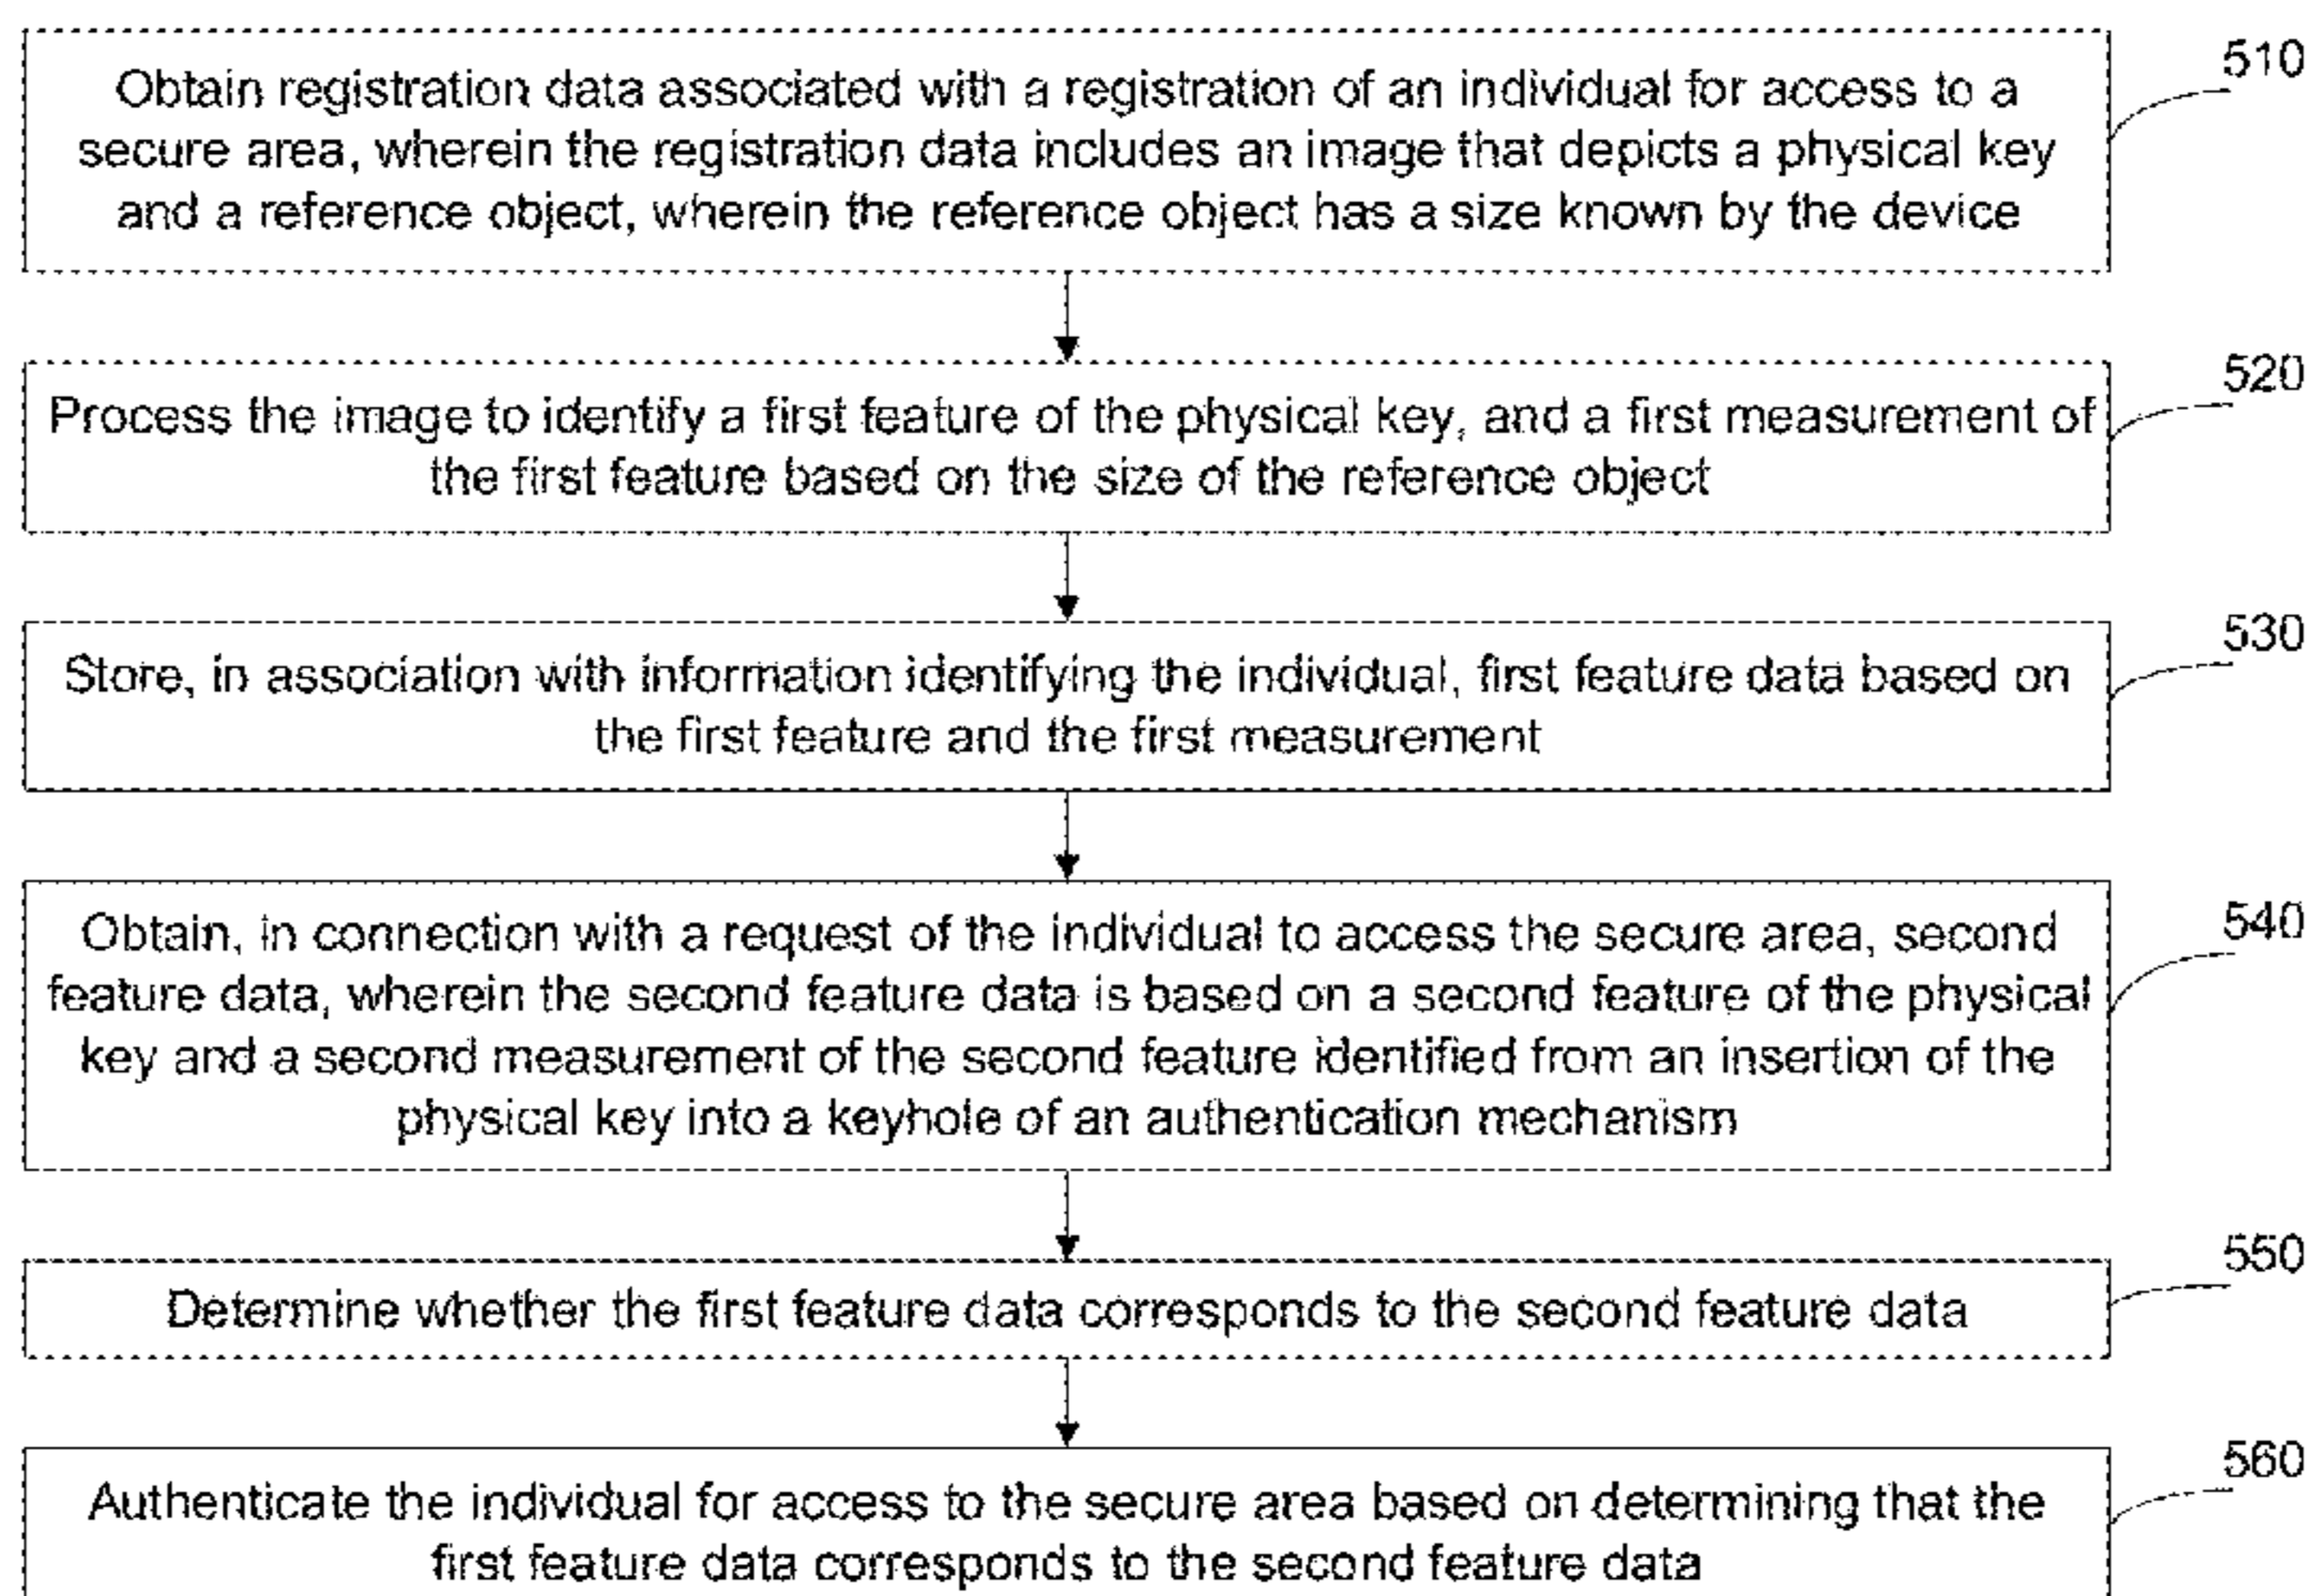 Obtain registration data associated with a registration of an individual for access to a
secure area, wherein the registration data includes an image that depicts a physical key
and a reference object, wherein the reference object has a size known by the device
510
Process the image to identify a first feature of the physical key, and a first measurement of
the first feature based on the size of the reference object
520
Store, in association with information identifying the individual, first feature data based on
the first feature and the first measurement
530
Obtain, in connection with a request of the individual to access the secure area, second
feature data, wherein the second feature data is based on a second feature of the physical
key and a second measurement of the second feature identified from an insertion of the
physical key into a keyhole of an authentication mechanism
540
Determine whether the first feature data corresponds to the second feature data
550
Authenticate the individual for access to the secure area based on determining that the
first feature data corresponds to the second feature data
560